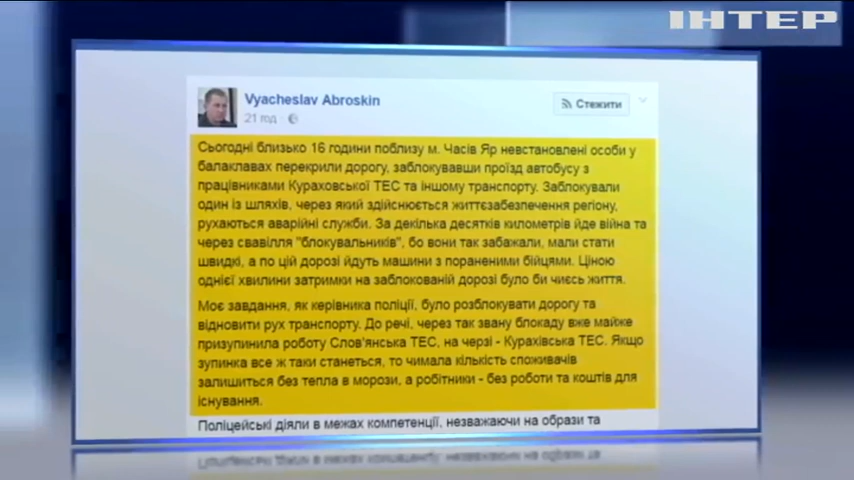 ІНТЕР
Vyacheslav Abroskin
21 год ·
Стежити
Сьогодні близько 16 години поблизу м. Часів Яр невстановлені особи у
балаклавах перекрили дорогу, заблокувавши проїзд автобусу з
працівниками Кураховської ТЕС та іншому транспорту. Заблокували
один із шляхів, через який здійснюється життєзабезпечення регіону,
рухаються аварійні служби. За декілька десятків километрів йде війна та
через свавілля "блокувальників", бо вони так забажали, мали стати
швидкі, а по цій дорозі йдуть машини з пораненими бійцями. Ціною
однієї хвилини затримки на заблокованій дорозі було би чиєсь життя.
Моє завдання, як керівника поліції, було розблокувати дорогу та
відновити рух транспорту. До речі, через так звану блокаду вже майже
призупинила роботу Слов'янська ТЕС, на черзі - Курахівська ТЕС. Якщо
зупинка все ж таки станеться, то чимала кількість споживачів
залишиться без тепла в морози, а робітники - без роботи та коштів для
існування.
Поліцейські діяли в межах компетенції, незважаючи на образи та